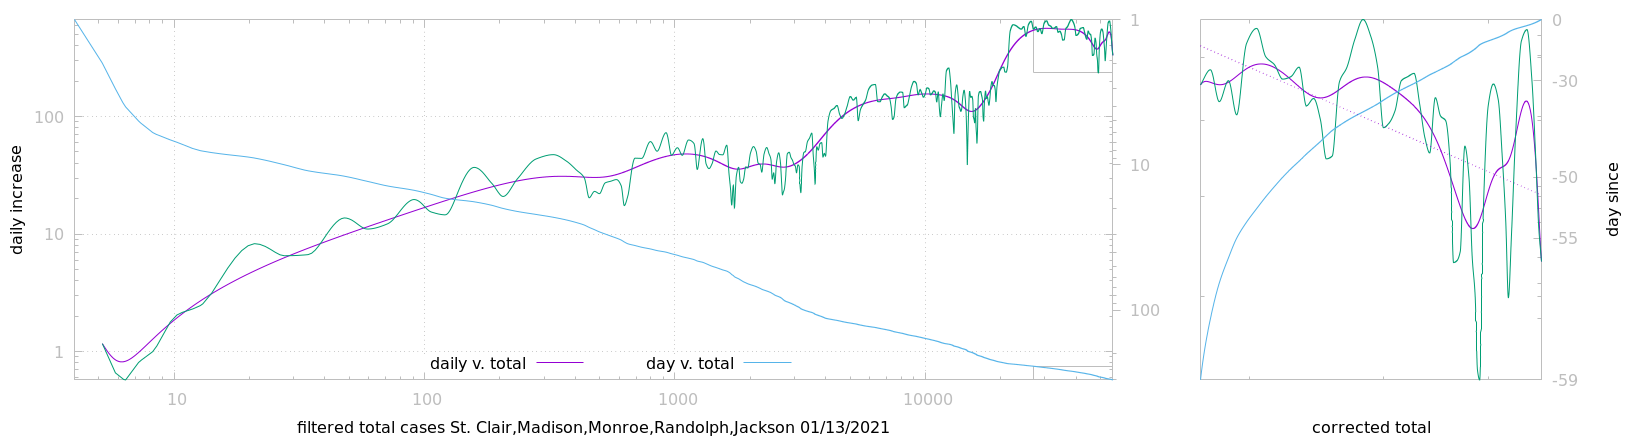 daily increase
100
10
1
10
100
1000
10000
1
10
100
daily v. total
day v. total
filtered total cases St. Clair,Madison,Monroe,Randolph,Jackson 01/13/2021
0
-30
-50
-55
-59
day since
corrected total